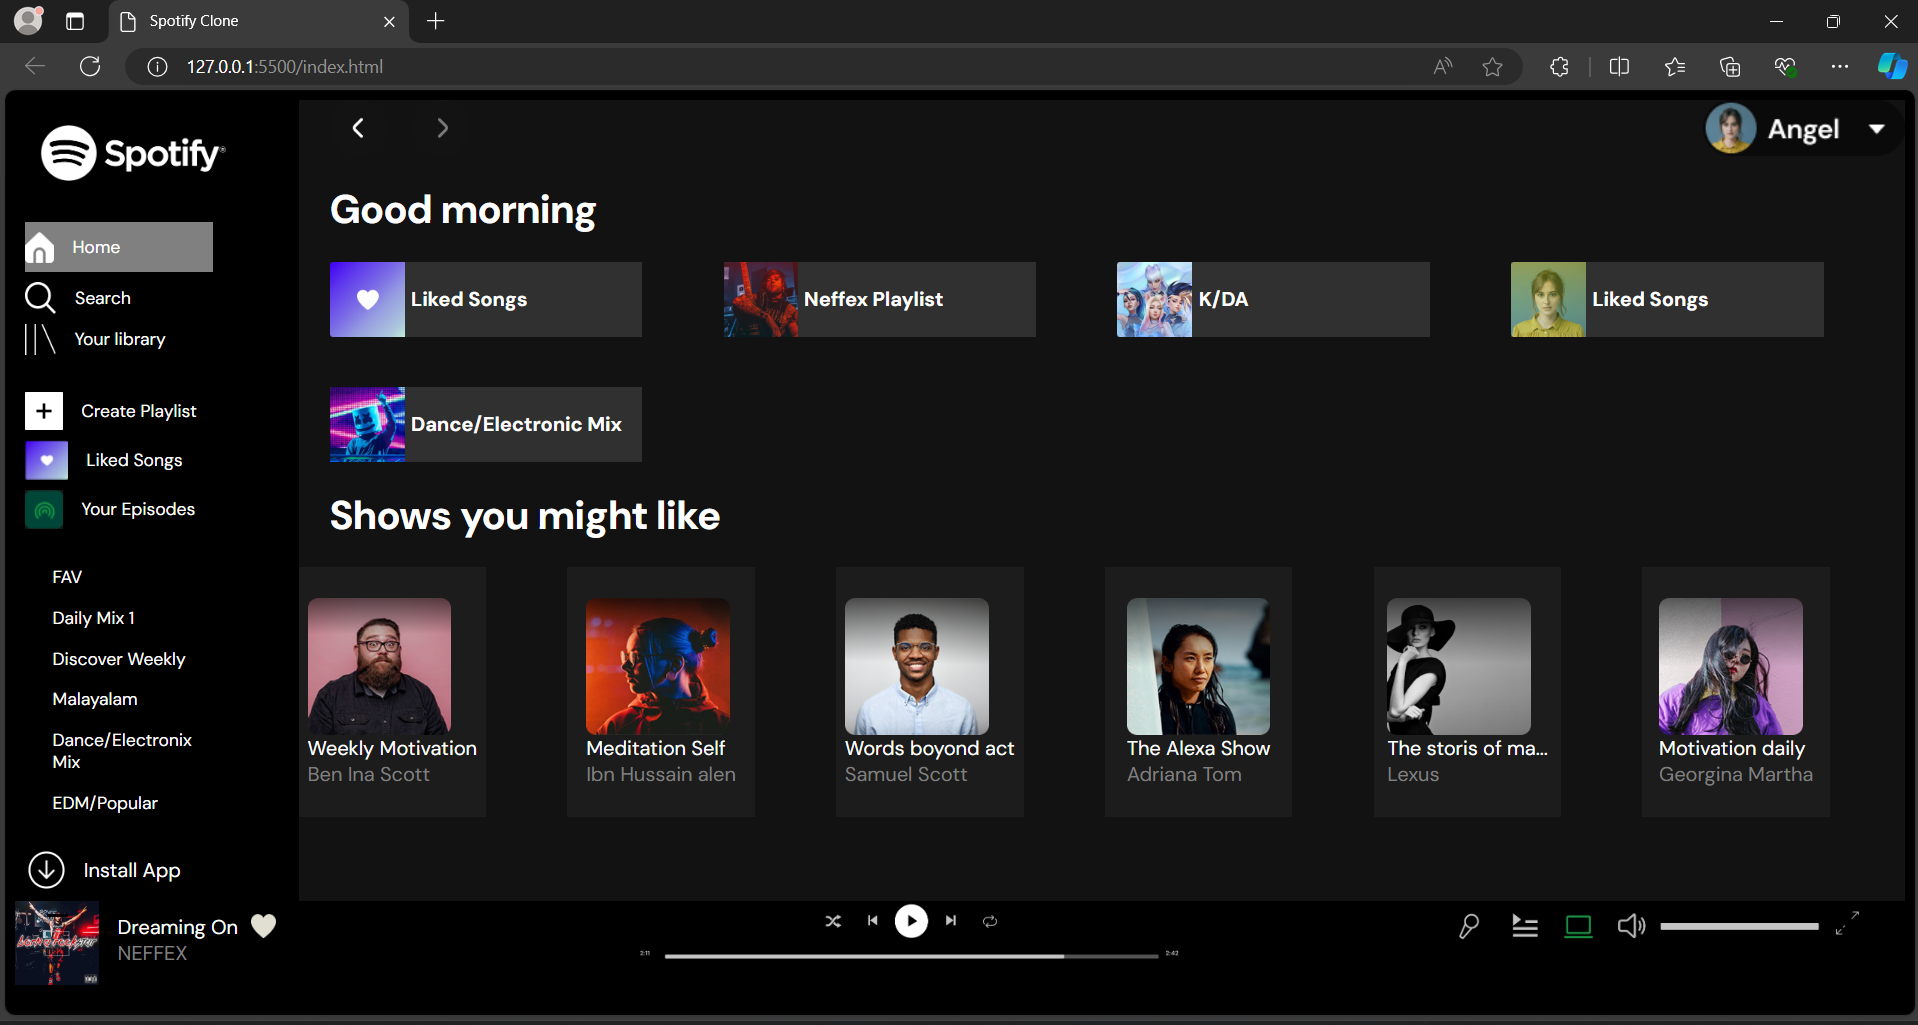 Spotify Clone
127.0.0.1:5500/index.html
Spotify
Angel
Home
Search
Your library
Create Playlist
Liked Songs
Your Episodes
FAV
Daily Mix 1
Discover Weekly
Malayalam
Dance/Electronix
Mix
EDM/Popular
Install App
Good morning
Liked Songs
Neffex Playlist
K/DA
Liked Songs
Dance/Electronic Mix
Shows you might like
Weekly Motivation
Ben Ina Scott
Meditation Self
Ibn Hussain alen
Words boyond act
Samuel Scott
The Alexa Show
Adriana Tom
The storis of ma...
Lexus
Motivation daily
Georgina Martha
Dreaming On
NEFFEX
2:11
2:42